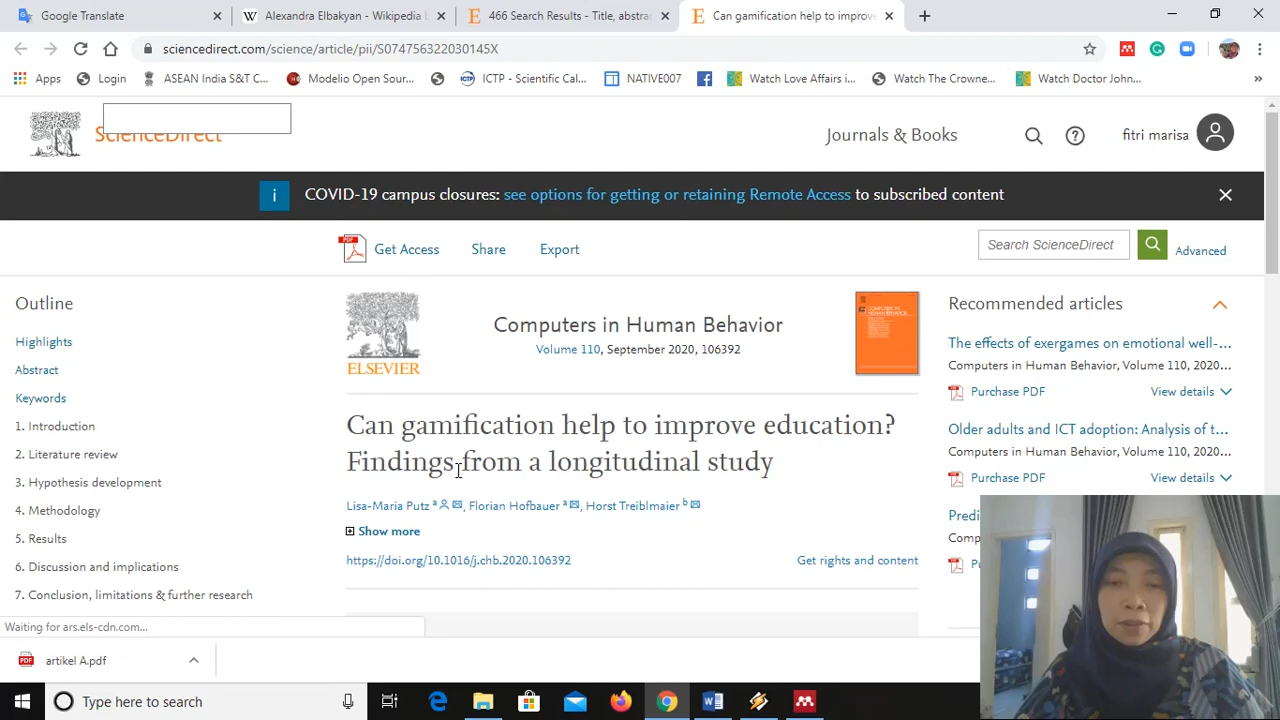 Google Translate
Alexandra Elbakyan - Wikipedia b
466 Search Results - Title, abstra
Can gamification help to improve
sciencedirect.com/science/article/pii/S074756322030145X
Apps
Login
ASEAN India S&T C...
Modelio Open Sour...
ICTP - Scientific Cal...
NATIVE007
Watch Love Affairs i...
Watch The Crowne...
Watch Doctor John...
ScienceDirect
Journals & Books
fitri marisa
COVID-19 campus closures: see options for getting or retaining Remote Access to subscribed content
Get Access
Share
Export
Search ScienceDirect
Advanced
Outline
Highlights
Abstract
Keywords
1. Introduction
2. Literature review
3. Hypothesis development
4. Methodology
5. Results
6. Discussion and implications
7. Conclusion, limitations & further research
ELSEVIER
Computers in Human Behavior
Volume 110, September 2020, 106392
COMPUTERS IN HUMAN BEHAVIOR
Can gamification help to improve education?
Findings from a longitudinal study
Lisa-Maria Putz a, Florian Hofbauer a, Horst Treiblmaier b
Show more
https://doi.org/10.1016/j.chb.2020.106392
Get rights and content
Recommended articles
The effects of exergames on emotional well-...
Computers in Human Behavior, Volume 110, 2020...
Purchase PDF
View details
Older adults and ICT adoption: Analysis of t...
Computers in Human Behavior, Volume 110, 2020...
Purchase PDF
View details
Predi
Comp
P
Waiting for ars.els-cdn.com...
artikel A.pdf
Type here to search